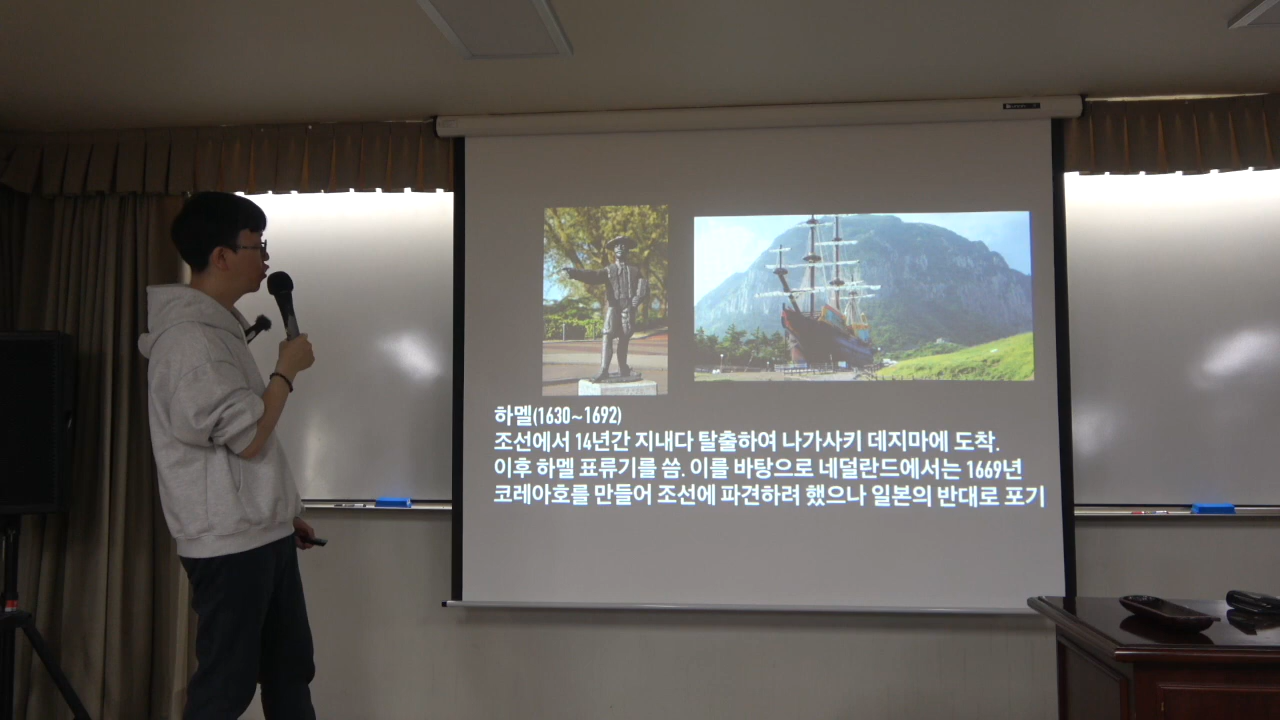 하멜(1630~1692)
조선에서 14년간 지내다 탈출하여 나가사키 데지마에 도착.
이후 하멜 표류기를 씀. 이를 바탕으로 네덜란드에서는 1669년
코레아호를 만들어 조선에 파견하려 했으나 일본의 반대로 포기